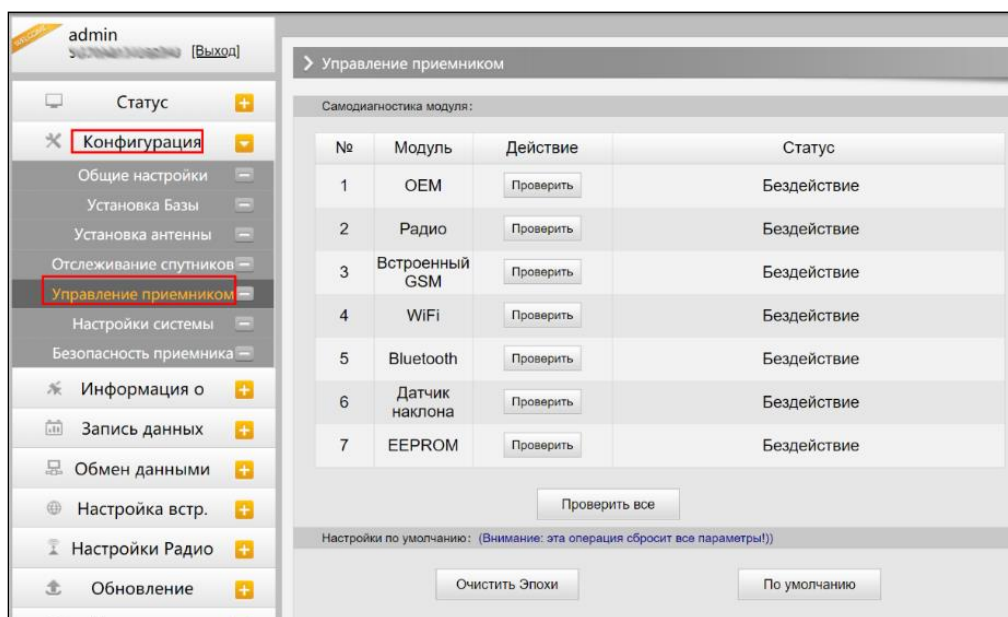 WELCOME
admin
[Выход]
Статус
Конфигурация
Общие настройки
Установка Базы
Установка антенны
Отслеживание спутников
Управление приемником
Настройки системы
Безопасность приемника
Информация о
Запись данных
Обмен данными
Настройка встр.
Настройки Радио
Обновление
Управление приемником
Самодиагностика модуля:
№ Модуль Действие Статус
1 OEM Проверить Бездействие
2 Радио Проверить Бездействие
3 Встроенный GSM Проверить Бездействие
4 WiFi Проверить Бездействие
5 Bluetooth Проверить Бездействие
6 Датчик наклона Проверить Бездействие
7 EEPROM Проверить Бездействие
Проверить все
Настройки по умолчанию: (Внимание: эта операция сбросит все параметры!))
Очистить Эпохи По умолчанию